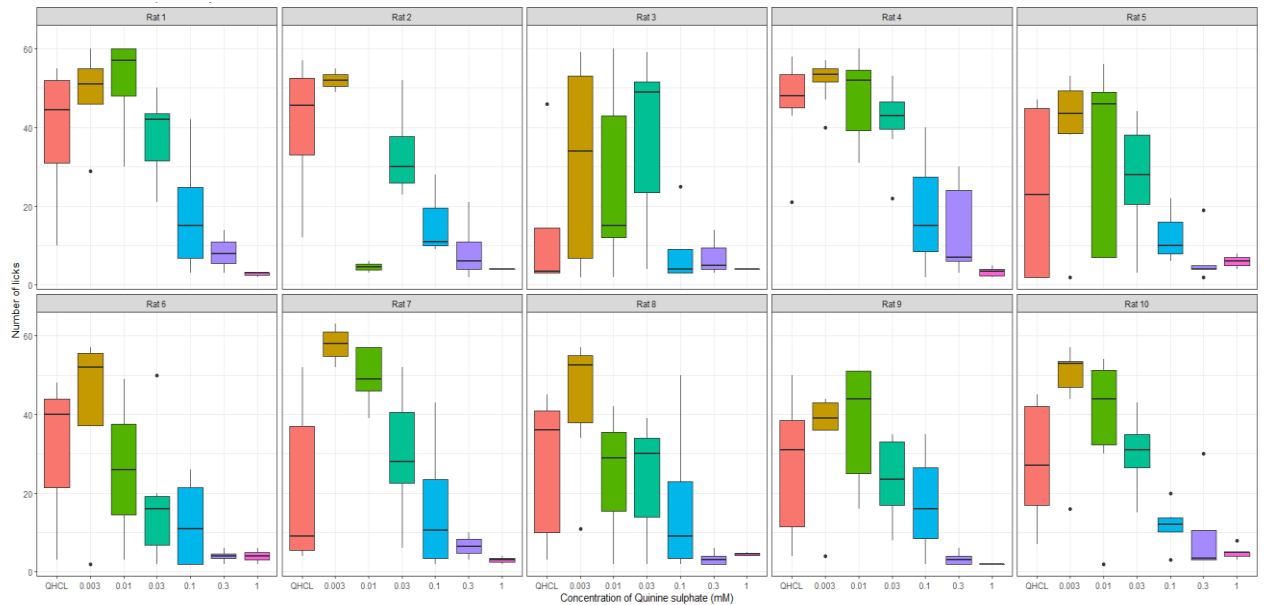 Rat 1 Rat 2 Rat 3 Rat 4 Rat 5
60
40
20
0
Number of licks
Rat 6 Rat 7 Rat 8 Rat 9 Rat 10
60
40
20
0
QHCL 0.003 0.01 0.03 0.1 0.3 1 QHCL 0.003 0.01 0.03 0.1 0.3 1 QHCL 0.003 0.01 0.03 0.1 0.3 1 QHCL 0.003 0.01 0.03 0.1 0.3 1 QHCL 0.003 0.01 0.03 0.1 0.3 1
Concentration of Quinine sulphate (mM)